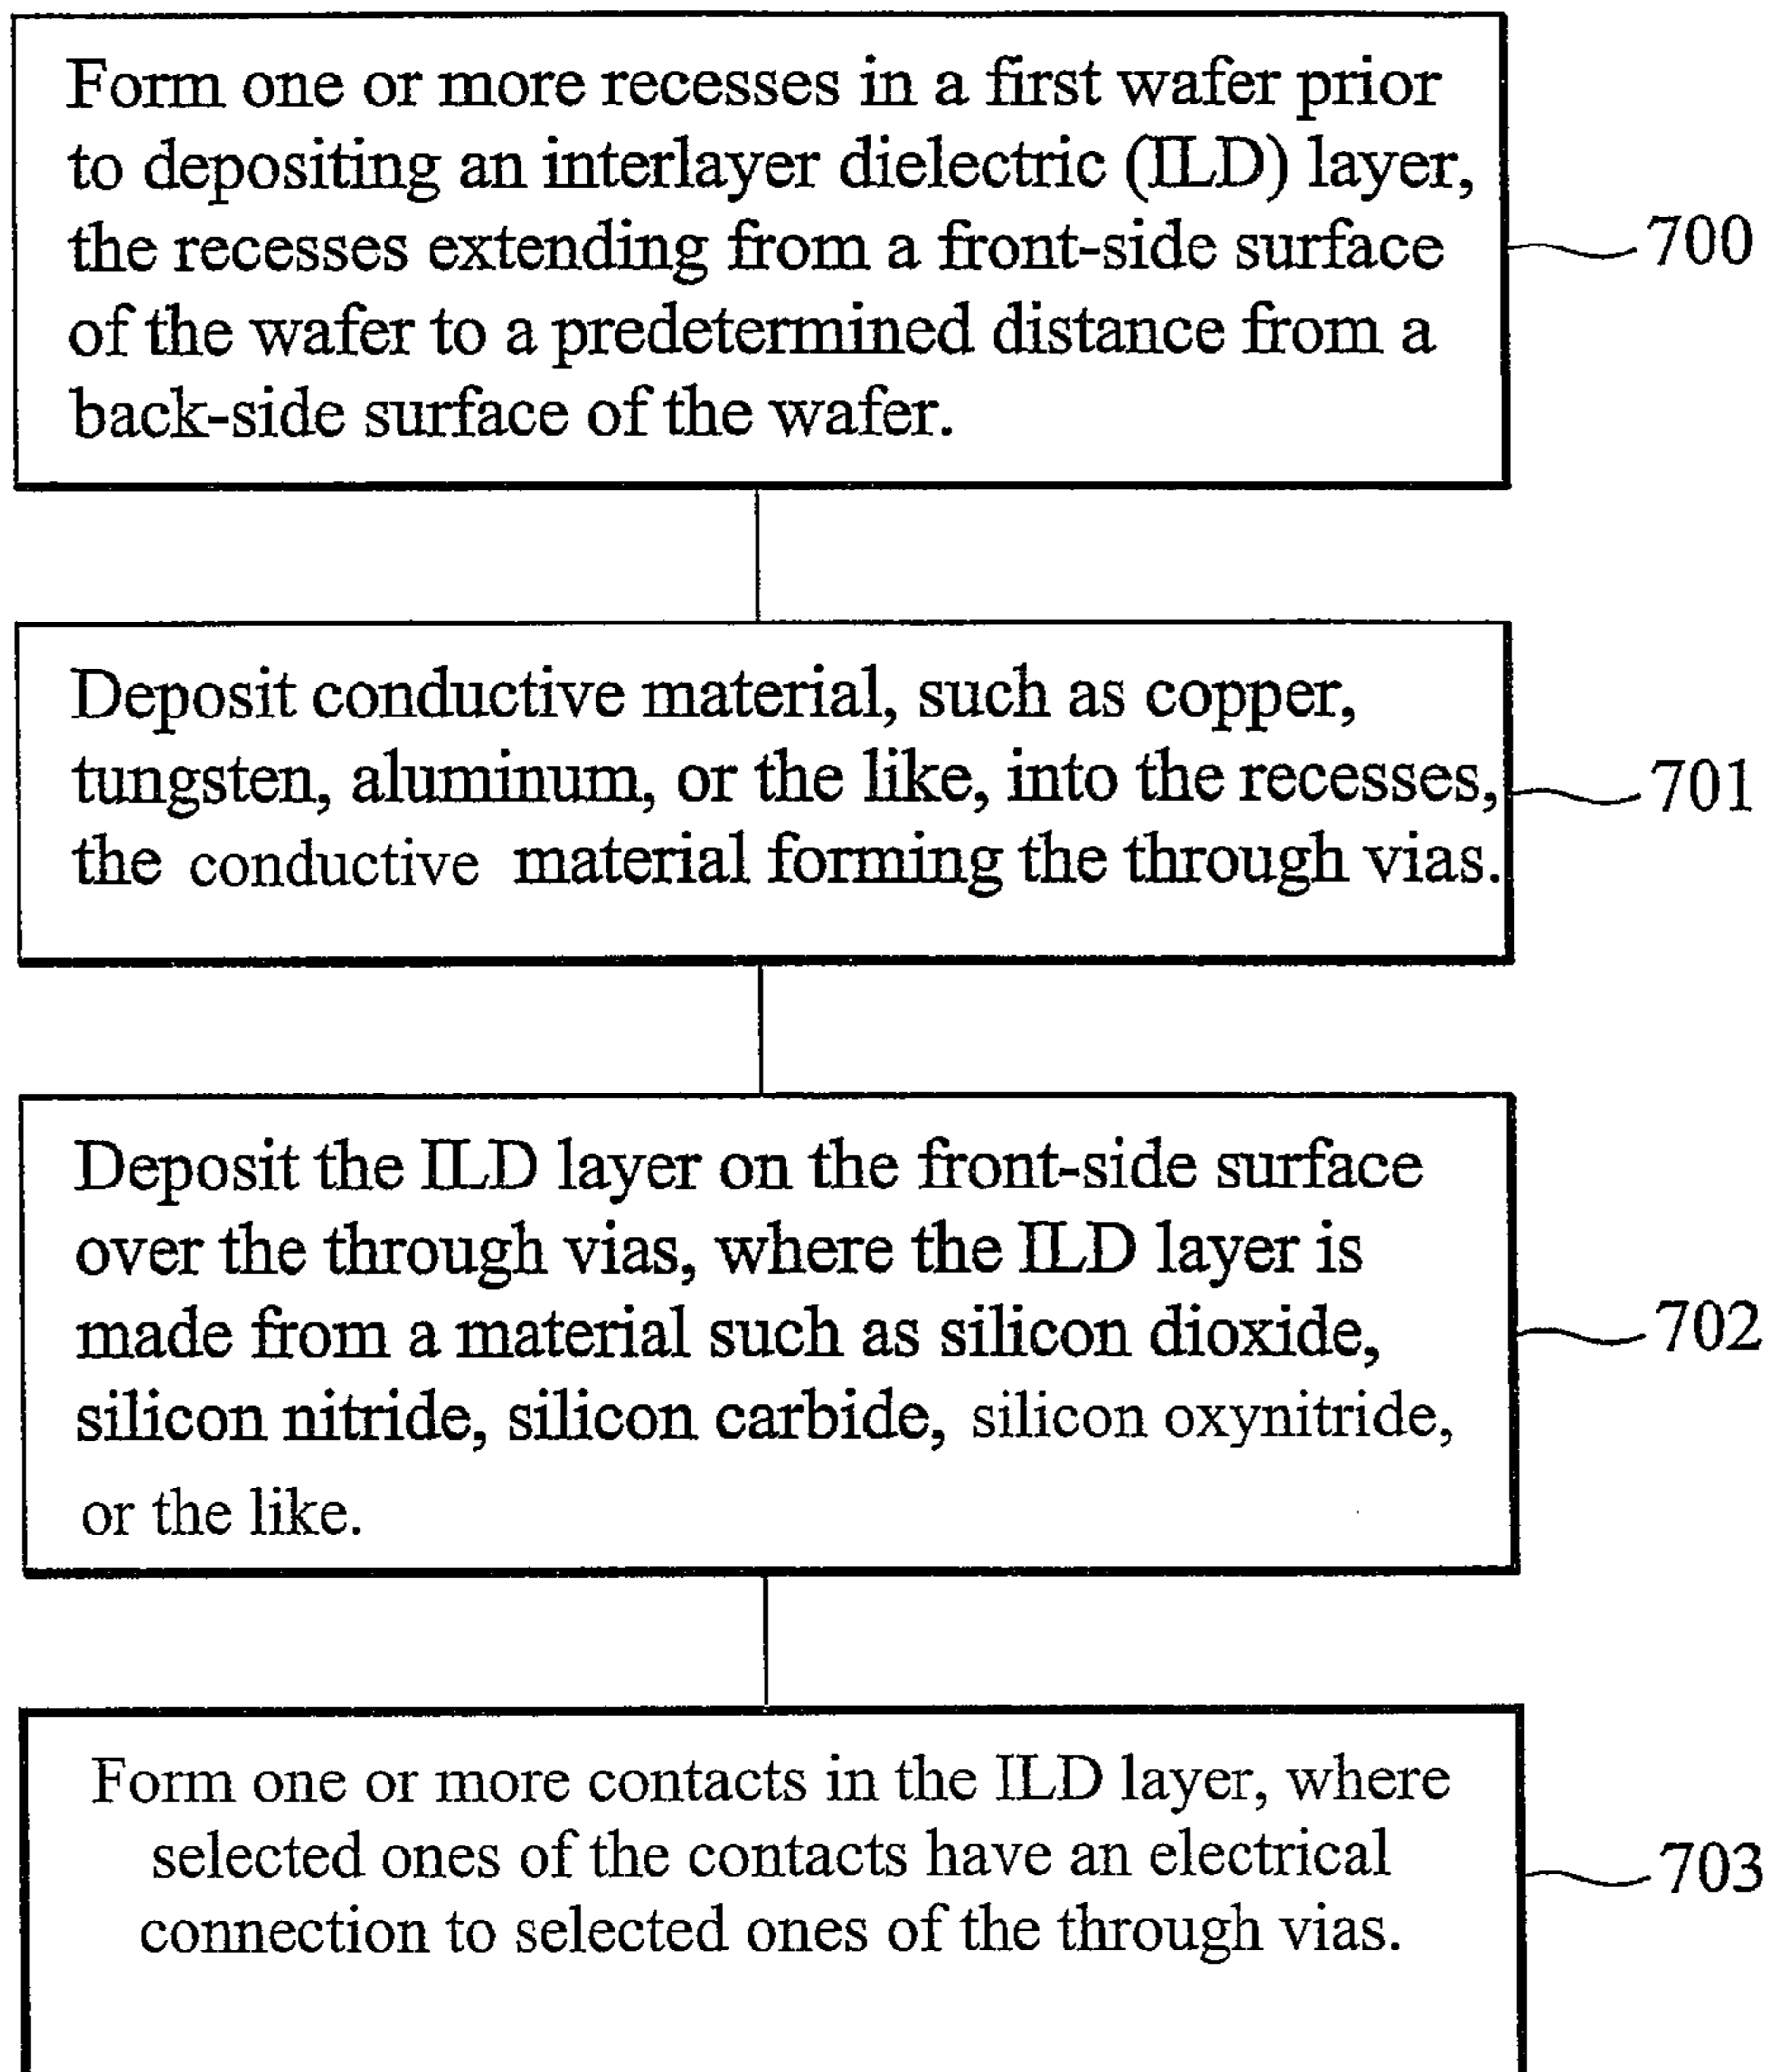 Form one or more recesses in a first wafer prior
to depositing an interlayer dielectric (ILD) layer,
the recesses extending from a front-side surface
of the wafer to a predetermined distance from a
back-side surface of the wafer.
700
Deposit conductive material, such as copper,
tungsten, aluminum, or the like, into the recesses,
the conductive material forming the through vias.
701
Deposit the ILD layer on the front-side surface
over the through vias, where the ILD layer is
made from a material such as silicon dioxide,
silicon nitride, silicon carbide, silicon oxynitride,
or the like.
702
Form one or more contacts in the ILD layer, where
selected ones of the contacts have an electrical
connection to selected ones of the through vias.
703